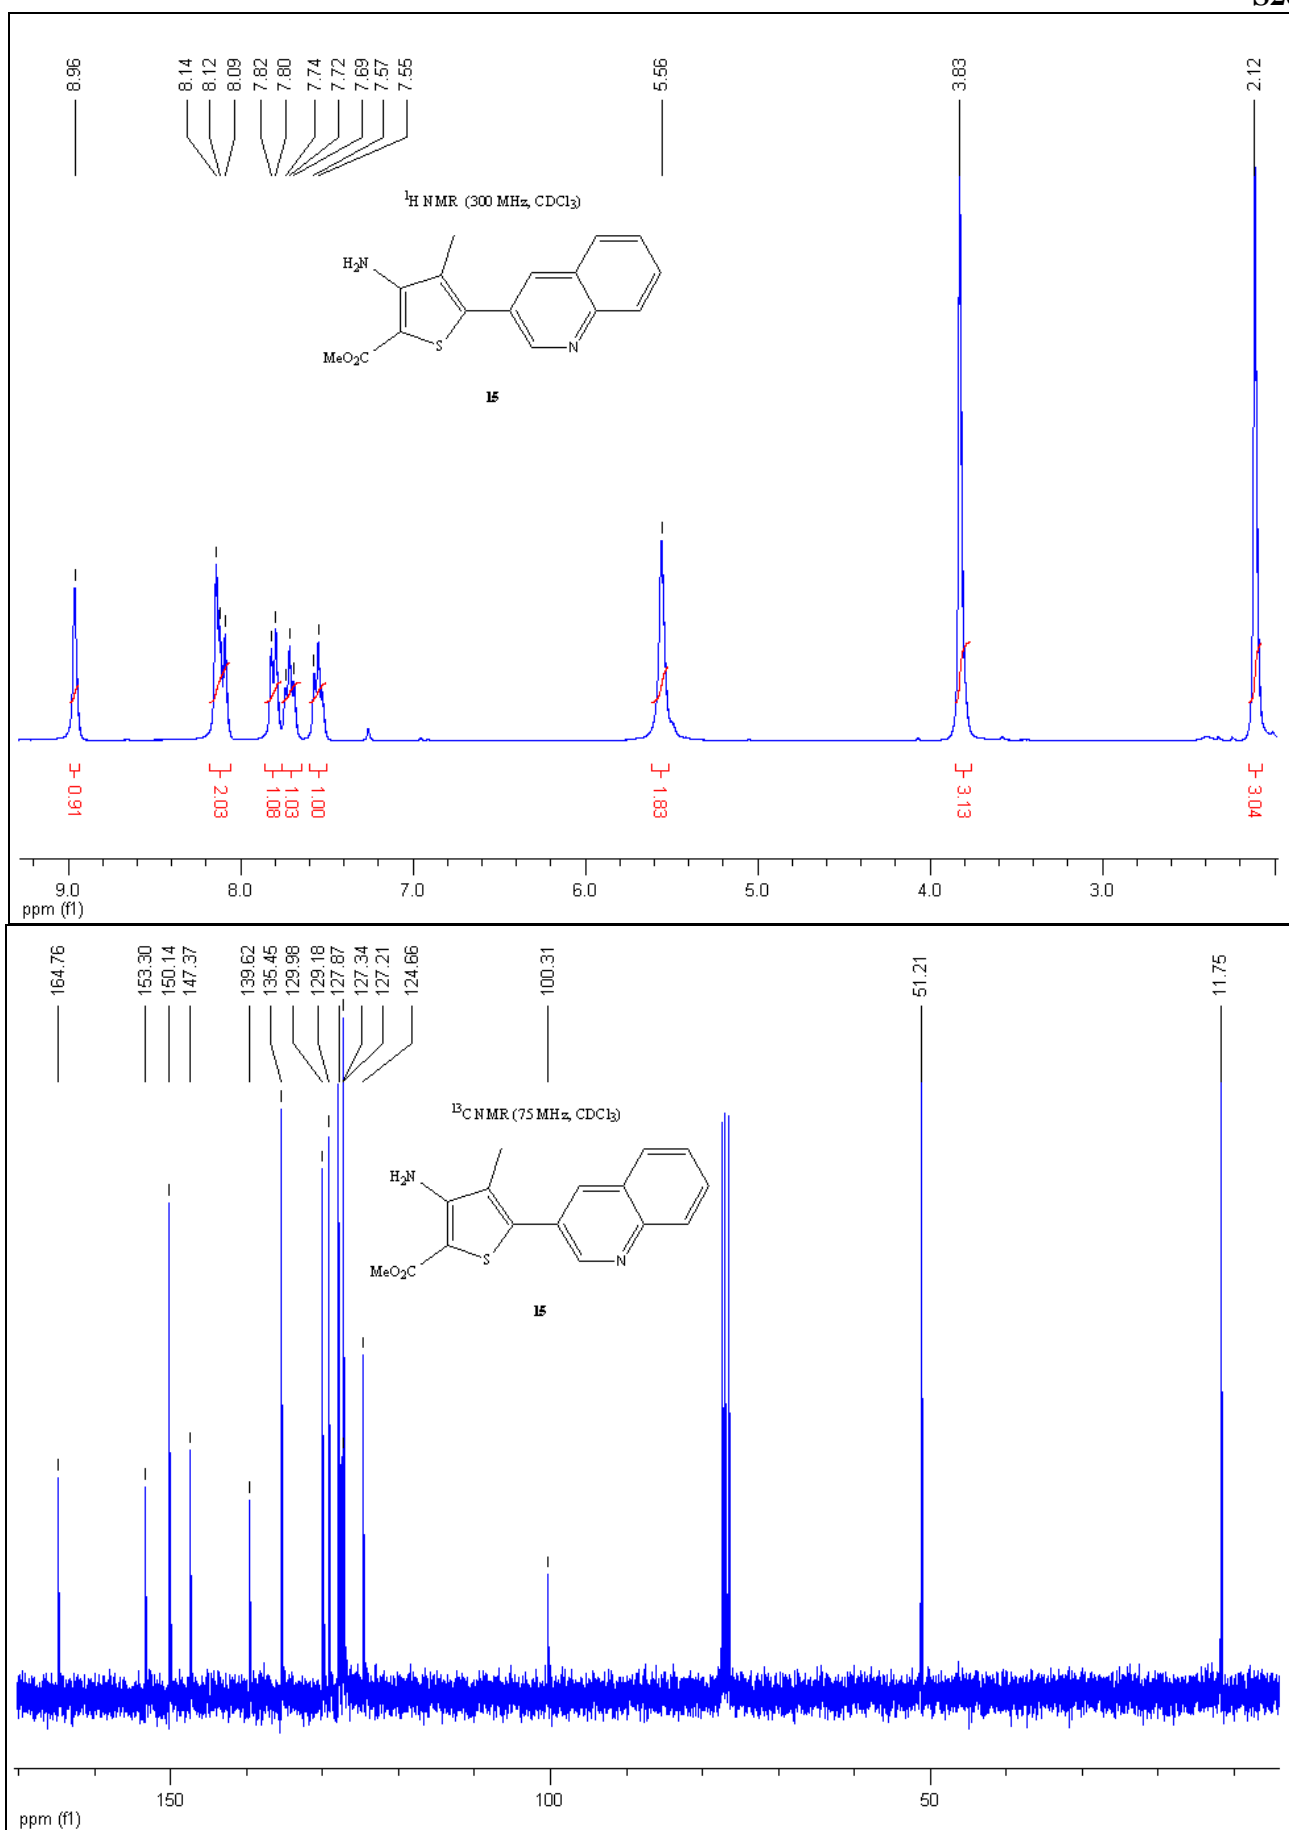 8.96
8.14
8.12
8.09
7.82
7.80
7.74
7.72
7.69
7.57
7.55
5.56
3.83
2.12
1H NMR (300 MHz, CDCl3)
H2N
MeO2C
S
N
15
0.91
2.03
1.08
1.03
1.00
1.83
3.13
3.04
9.0 8.0 7.0 6.0 5.0 4.0 3.0
ppm (f1)
164.76
153.30
150.14
147.37
139.62
135.45
129.98
129.18
127.87
127.34
127.21
124.66
100.31
51.21
11.75
13C NMR (75 MHz, CDCl3)
H2N
MeO2C
S
N
15
150 100 50
ppm (f1)